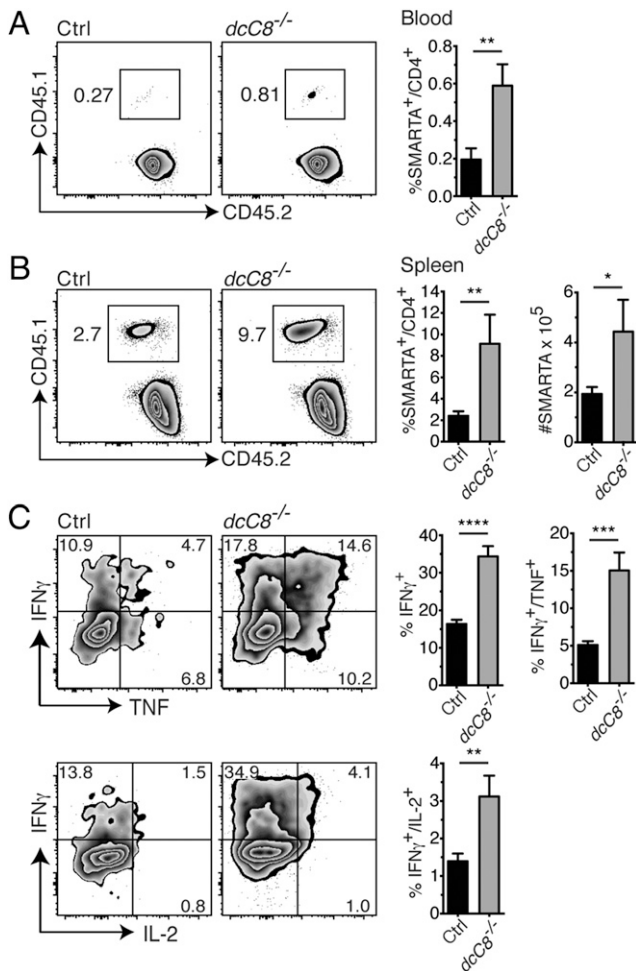 A
Ctrl
dcC8-/-
Blood
CD45.1
0.27
0.81
CD45.2
%SMARTA+/CD4+
0.8
0.6
0.4
0.2
0.0
**
Ctrl
dcC8-/-
B
Ctrl
dcC8-/-
Spleen
CD45.1
2.7
9.7
CD45.2
%SMARTA+/CD4+
14
12
10
8
6
4
2
0
**
Ctrl
dcC8-/-
#SMARTA x 10^5
6
4
2
0
*
Ctrl
dcC8-/-
C
Ctrl
dcC8-/-
IFNγ
10.9
4.7
6.8
17.8
14.6
10.2
TNF
% IFNγ+
40
30
20
10
0
****
Ctrl
dcC8-/-
% IFNγ+/TNF+
20
15
10
5
0
***
Ctrl
dcC8-/-
IFNγ
13.8
1.5
0.8
34.9
4.1
1.0
IL-2
% IFNγ+/IL-2+
4
3
2
1
0
**
Ctrl
dcC8-/-